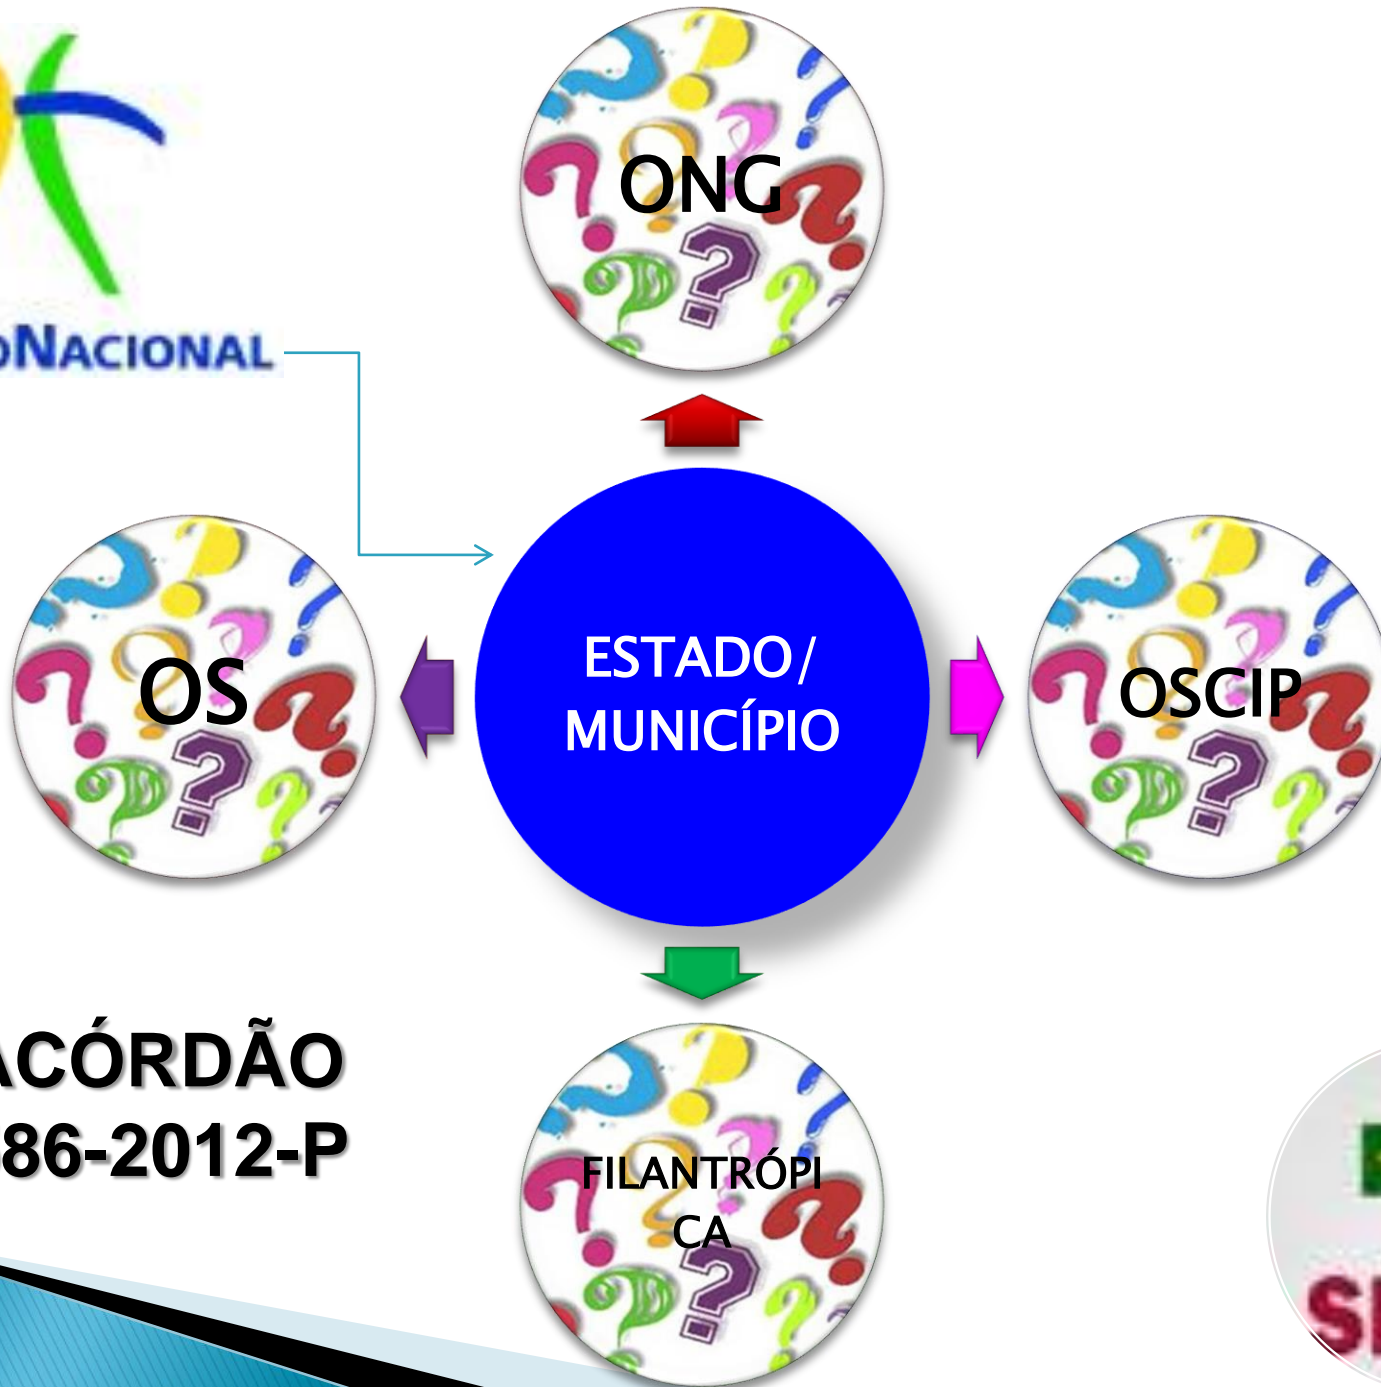 ONG
NACIONAL
OS
ESTADO/
MUNICÍPIO
OSCIP
ACÓRDÃO
86-2012-P
FILANTRÓPI
CA